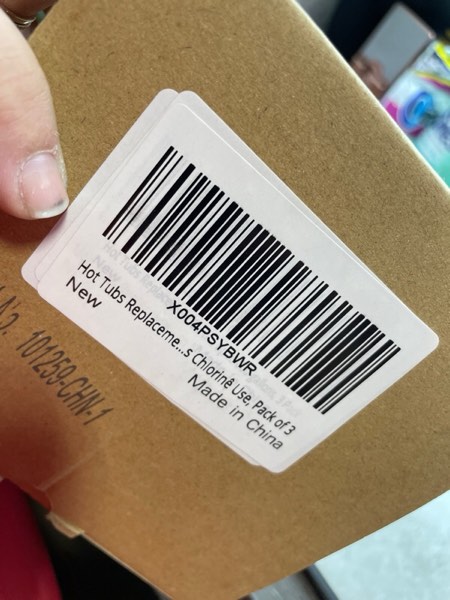 X004PSYBWR
Hot Tubs Replaceme...s Chlorine Use, Pack of 3
New
Made in China
101259-CHN-1